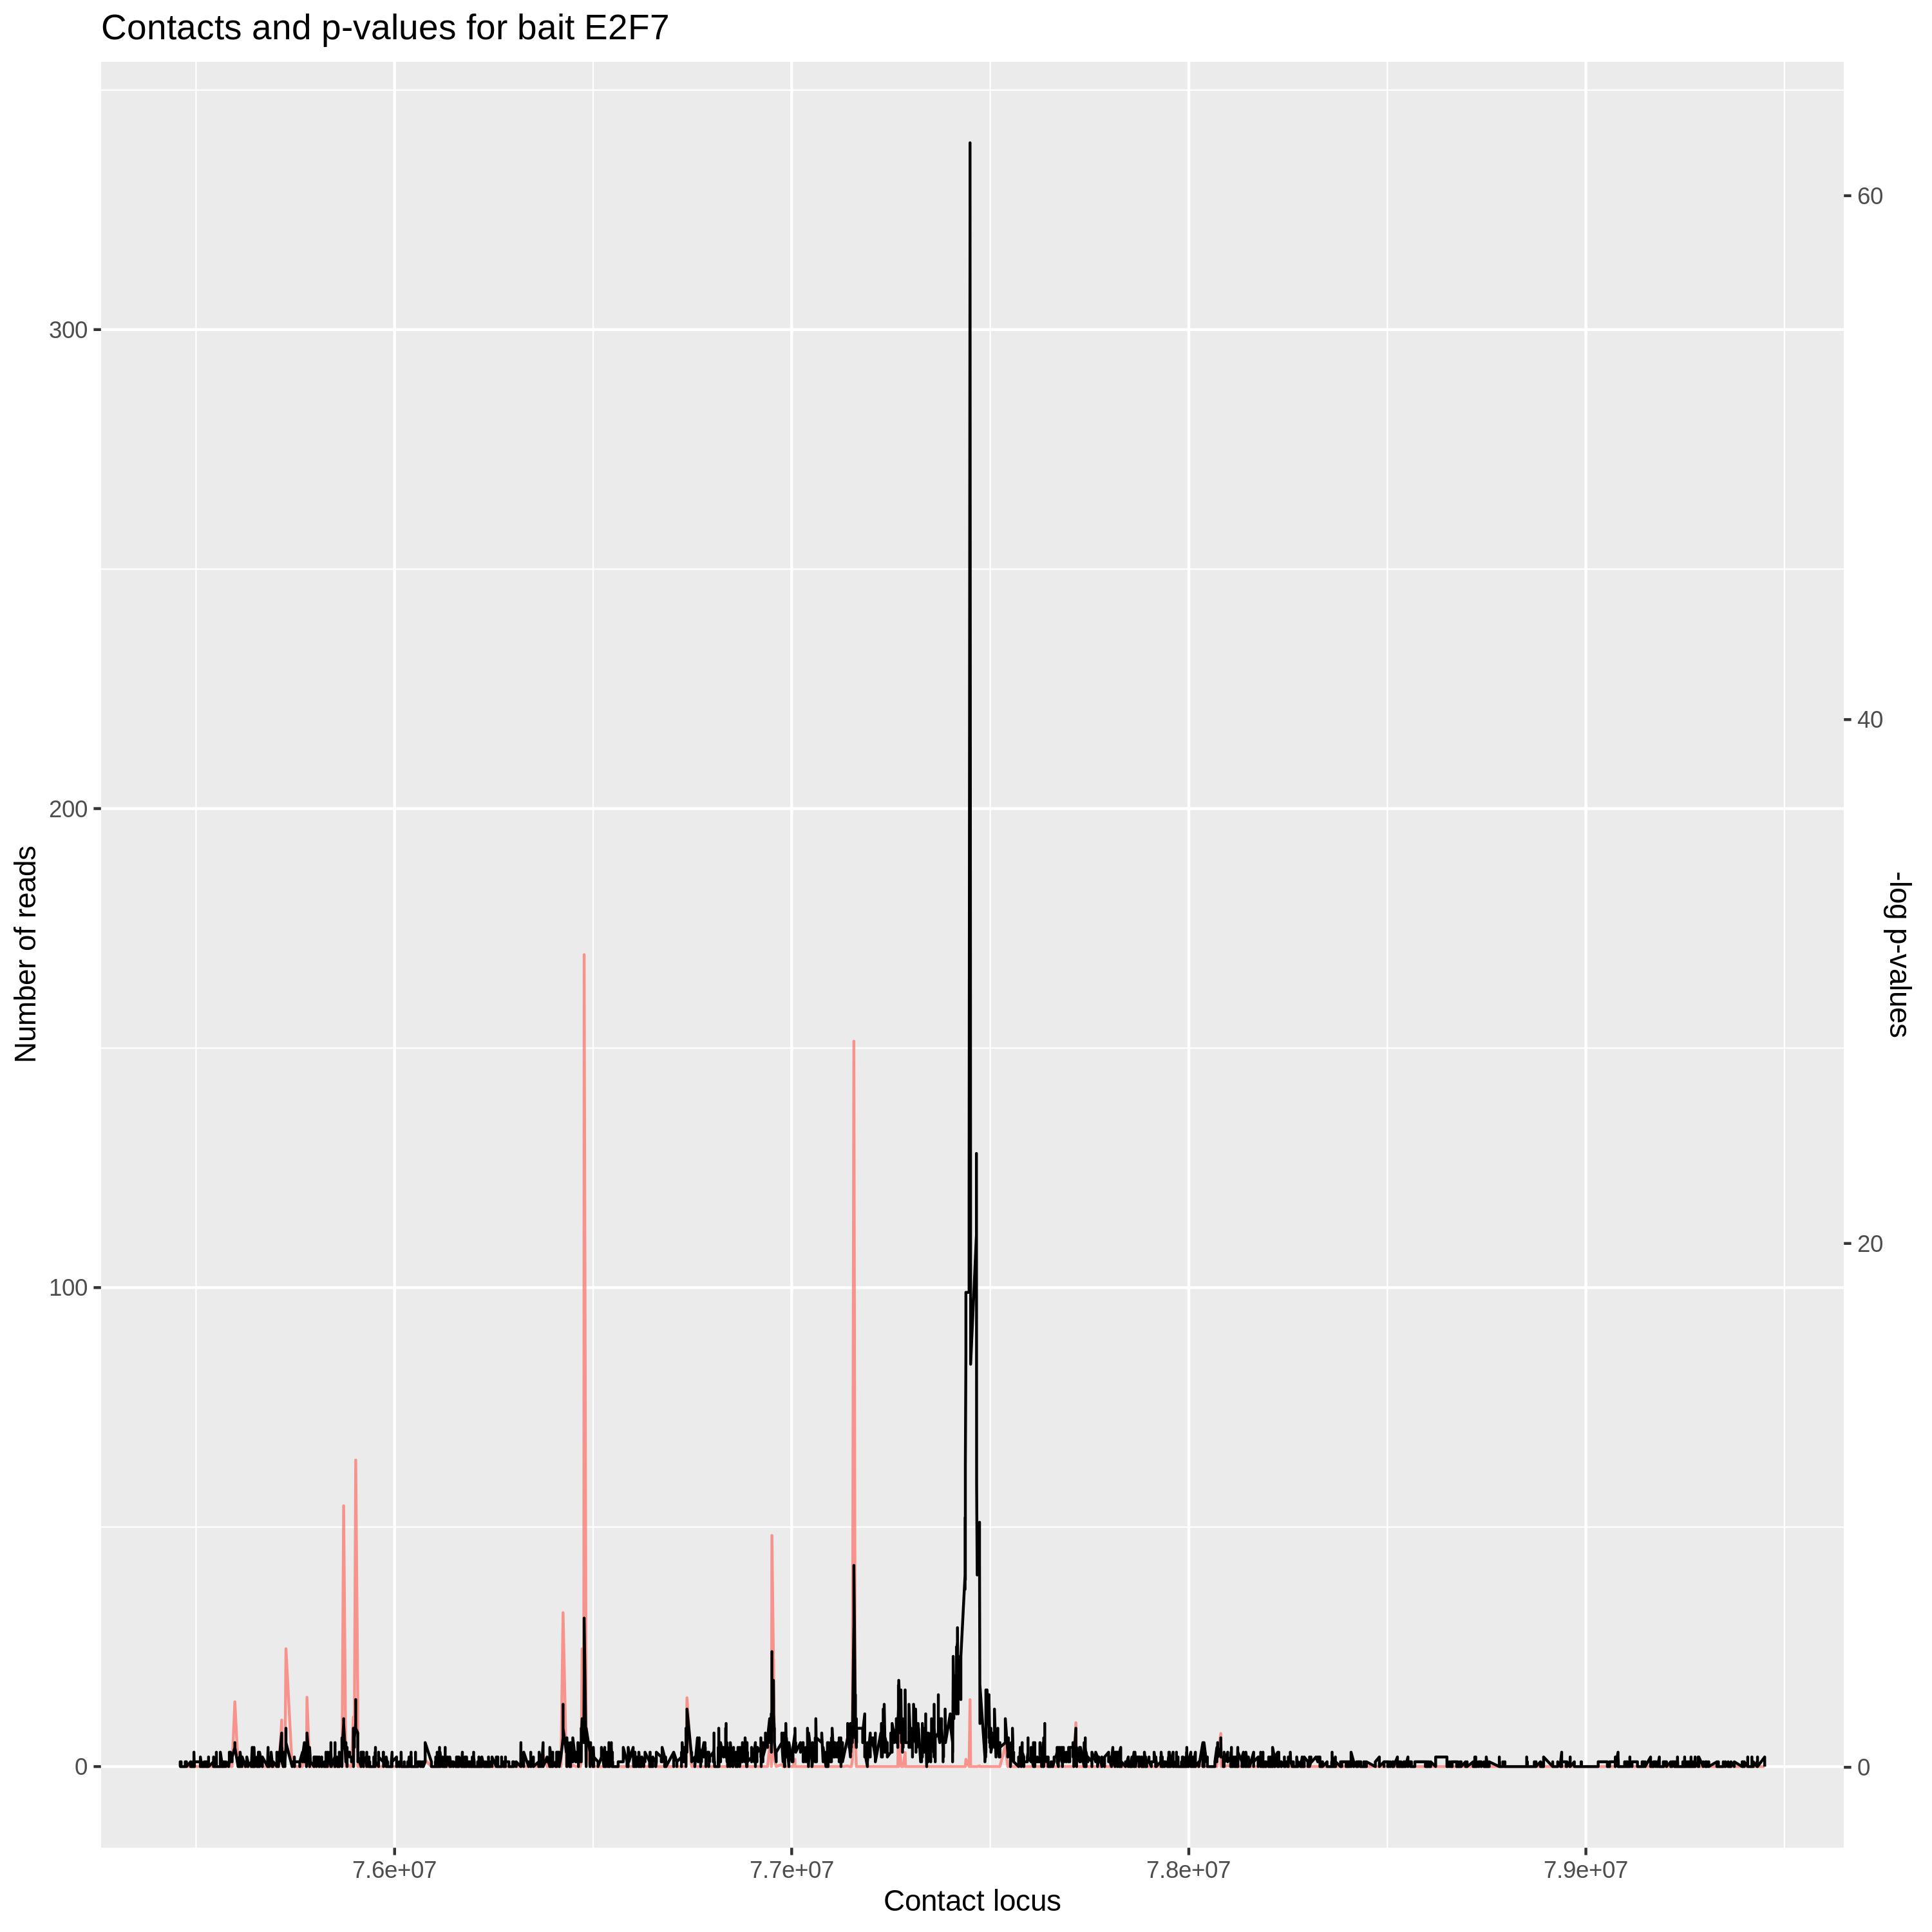 Contacts and p-values for bait E2F7
300
200
100
0
Number of reads
60
40
20
0
-log p-values
7.6e+07
7.7e+07
7.8e+07
7.9e+07
Contact locus